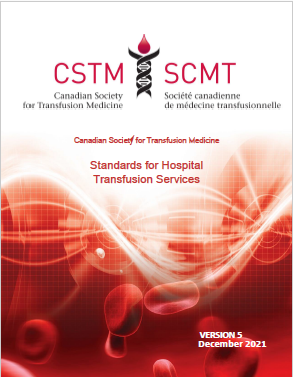 CSTM SCMT
Canadian Society Société canadienne
for Transfusion Medicine de médecine transfusionnelle
Canadian Society for Transfusion Medicine
Standards for Hospital
Transfusion Services
VERSION 5
December 2021